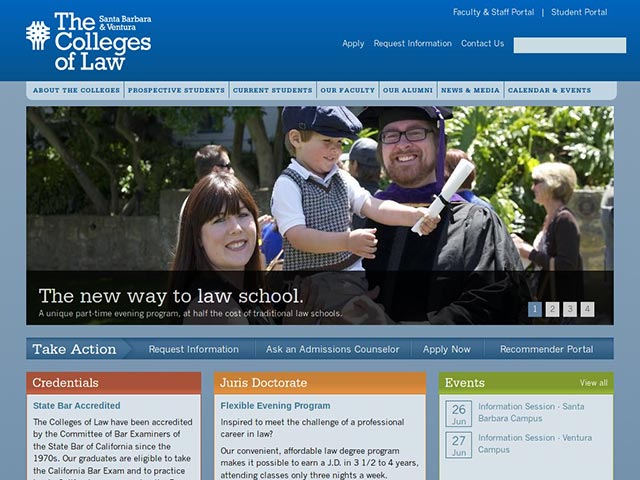 Faculty & Staff Portal | Student Portal
The Santa Barbara & Ventura
Colleges
of Law
Apply Request Information Contact Us
ABOUT THE COLLEGES PROSPECTIVE STUDENTS CURRENT STUDENTS OUR FACULTY OUR ALUMNI NEWS & MEDIA CALENDAR & EVENTS
The new way to law school.
A unique part-time evening program, at half the cost of traditional law schools.
1 2 3 4
Take Action Request Information Ask an Admissions Counselor Apply Now Recommender Portal
Credentials
State Bar Accredited
The Colleges of Law have been accredited
by the Committee of Bar Examiners of
the State Bar of California since the
1970s. Our graduates are eligible to take
the California Bar Exam and to practice
Juris Doctorate
Flexible Evening Program
Inspired to meet the challenge of a professional
career in law?
Our convenient, affordable law degree program
makes it possible to earn a J.D. in 3 1/2 to 4 years,
attending classes only three nights a week.
Events View all
26 Jun Information Session - Santa
Barbara Campus
27 Jun Information Session - Ventura
Campus